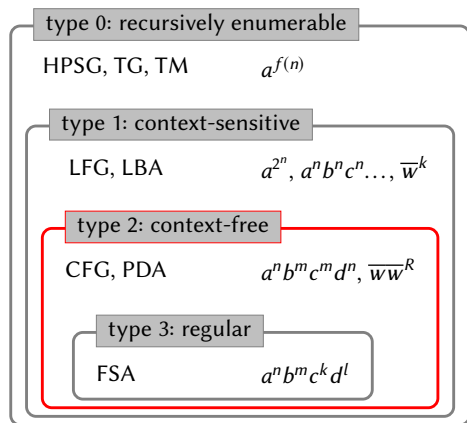 type 0: recursively enumerable
HPSG, TG, TM a^{f(n)}
type 1: context-sensitive
LFG, LBA a^{2^n}, a^n b^n c^n…, w̅^k
type 2: context-free
CFG, PDA a^n b^m c^m d^n, w̅w̅^R
type 3: regular
FSA a^n b^m c^k d^l